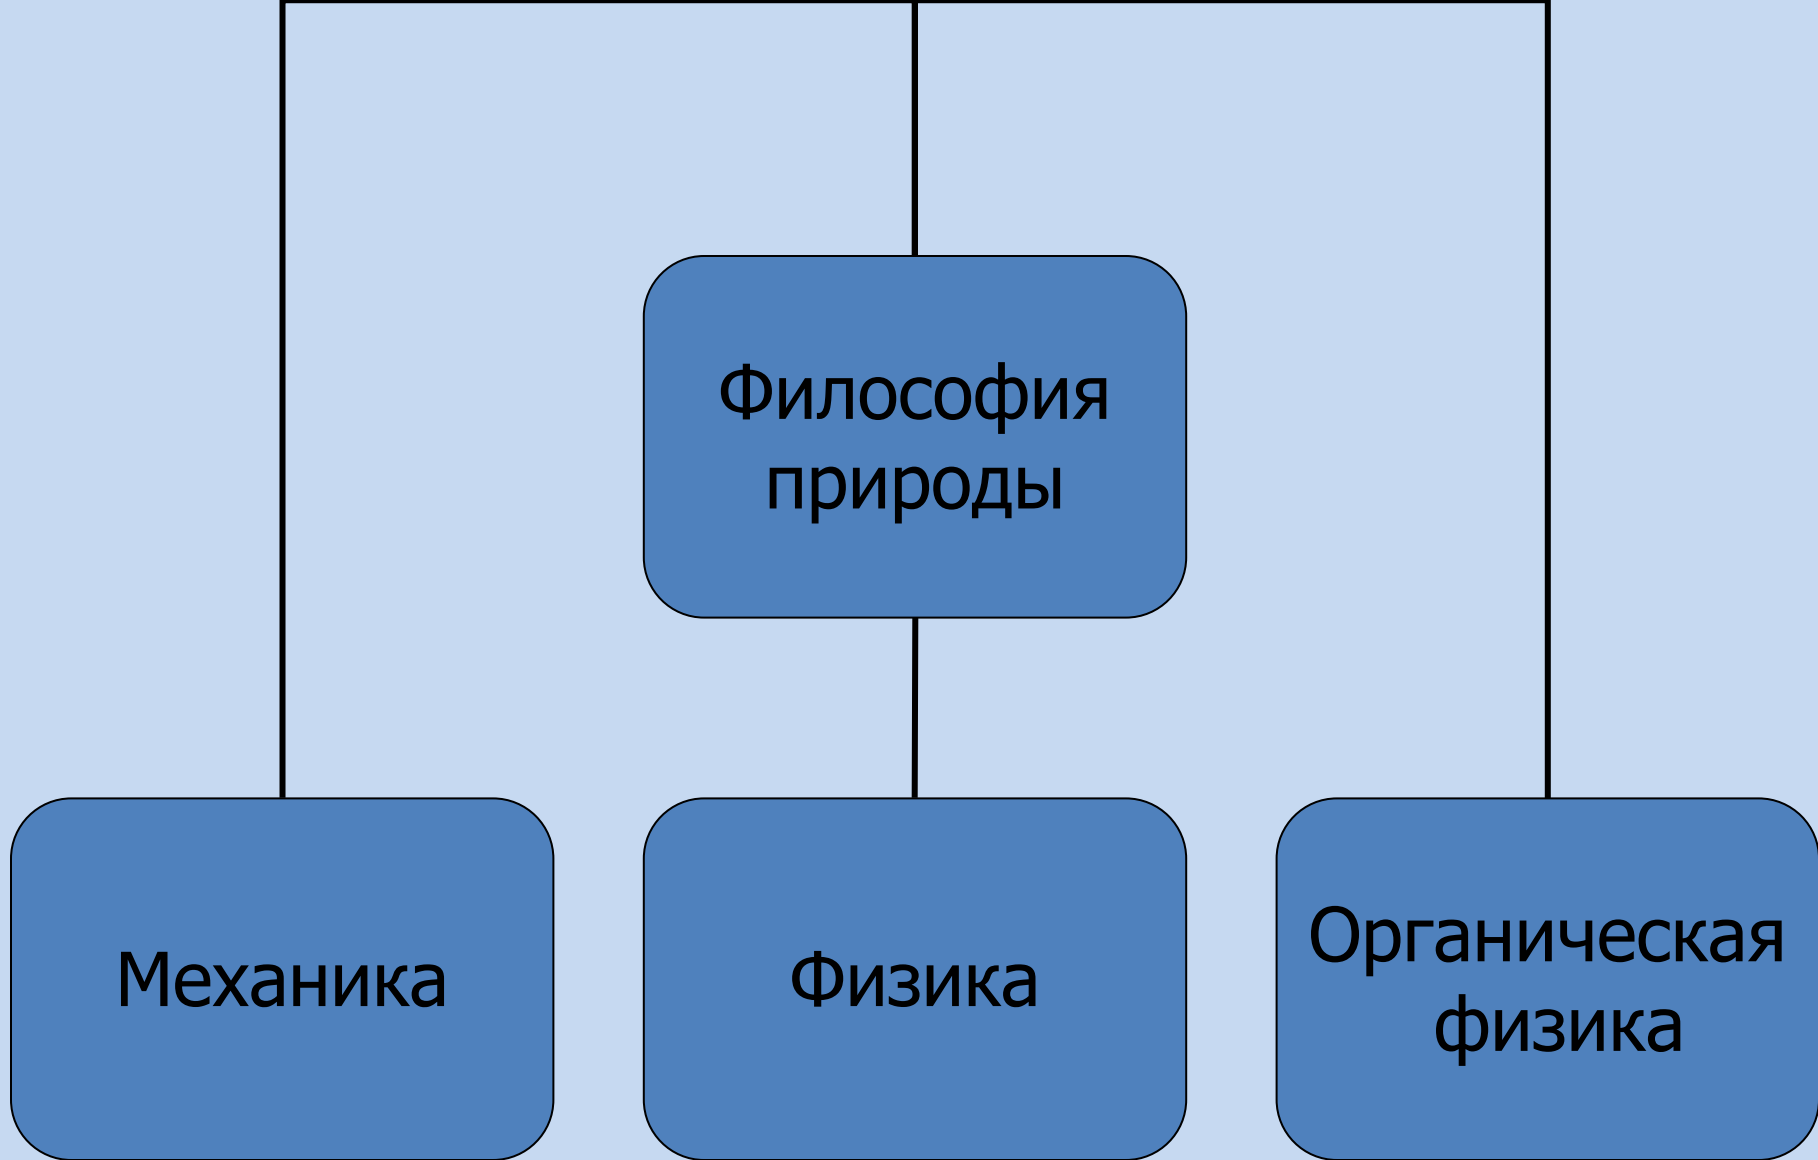 Философия
природы
Механика
Физика
Органическая
физика